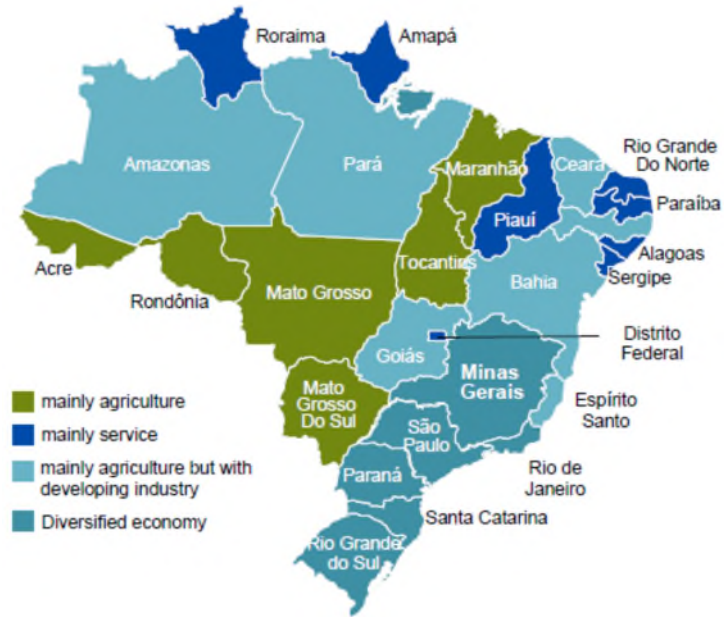 Roraima
Amapá
Amazonas
Pará
Maranhão
Ceara
Rio Grande
Do Norte
Paraíba
Piauí
Alagoas
Sergipe
Acre
Rondônia
Mato Grosso
Tocantins
Bahia
Distrito
Federal
Goiás
Minas
Gerais
Mato
Grosso
Do Sul
Espírito
Santo
São
Paulo
Rio de
Janeiro
Paraná
Santa Catarina
Rio Grande
do Sul
mainly agriculture
mainly service
mainly agriculture but with
developing industry
Diversified economy